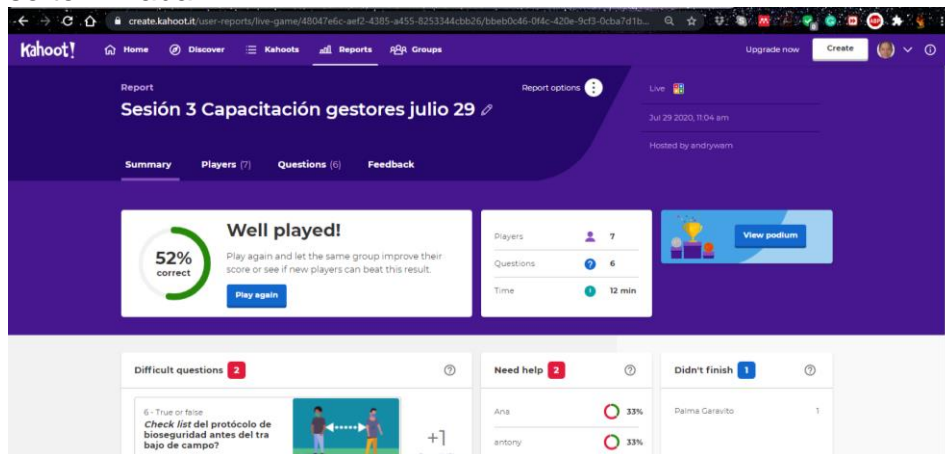 create.kahoot.it/user-reports/live-game/48047e6c-aef2-4385-a455-8253344cbb26/bbeb0c46-0f4c-420e-9cf3-0cba7d1b...
Kahoot! Home Discover Kahoots Reports Groups Upgrade now Create
Report Report options
Sesión 3 Capacitación gestores julio 29
Live
Jul 29 2020, 11:04 am
Hosted by andrywam
Summary Players (7) Questions (6) Feedback
52%
correct
Well played!
Play again and let the same group improve their
score or see if new players can beat this result.
Play again
Players 7
Questions 6
Time 12 min
View podium
Difficult questions 2
6 - True or false
Check list del protócolo de
bioseguridad antes del tra
bajo de campo?
+1
Need help 2
Ana 33%
antony 33%
Didn't finish 1
Palma Garavito 1